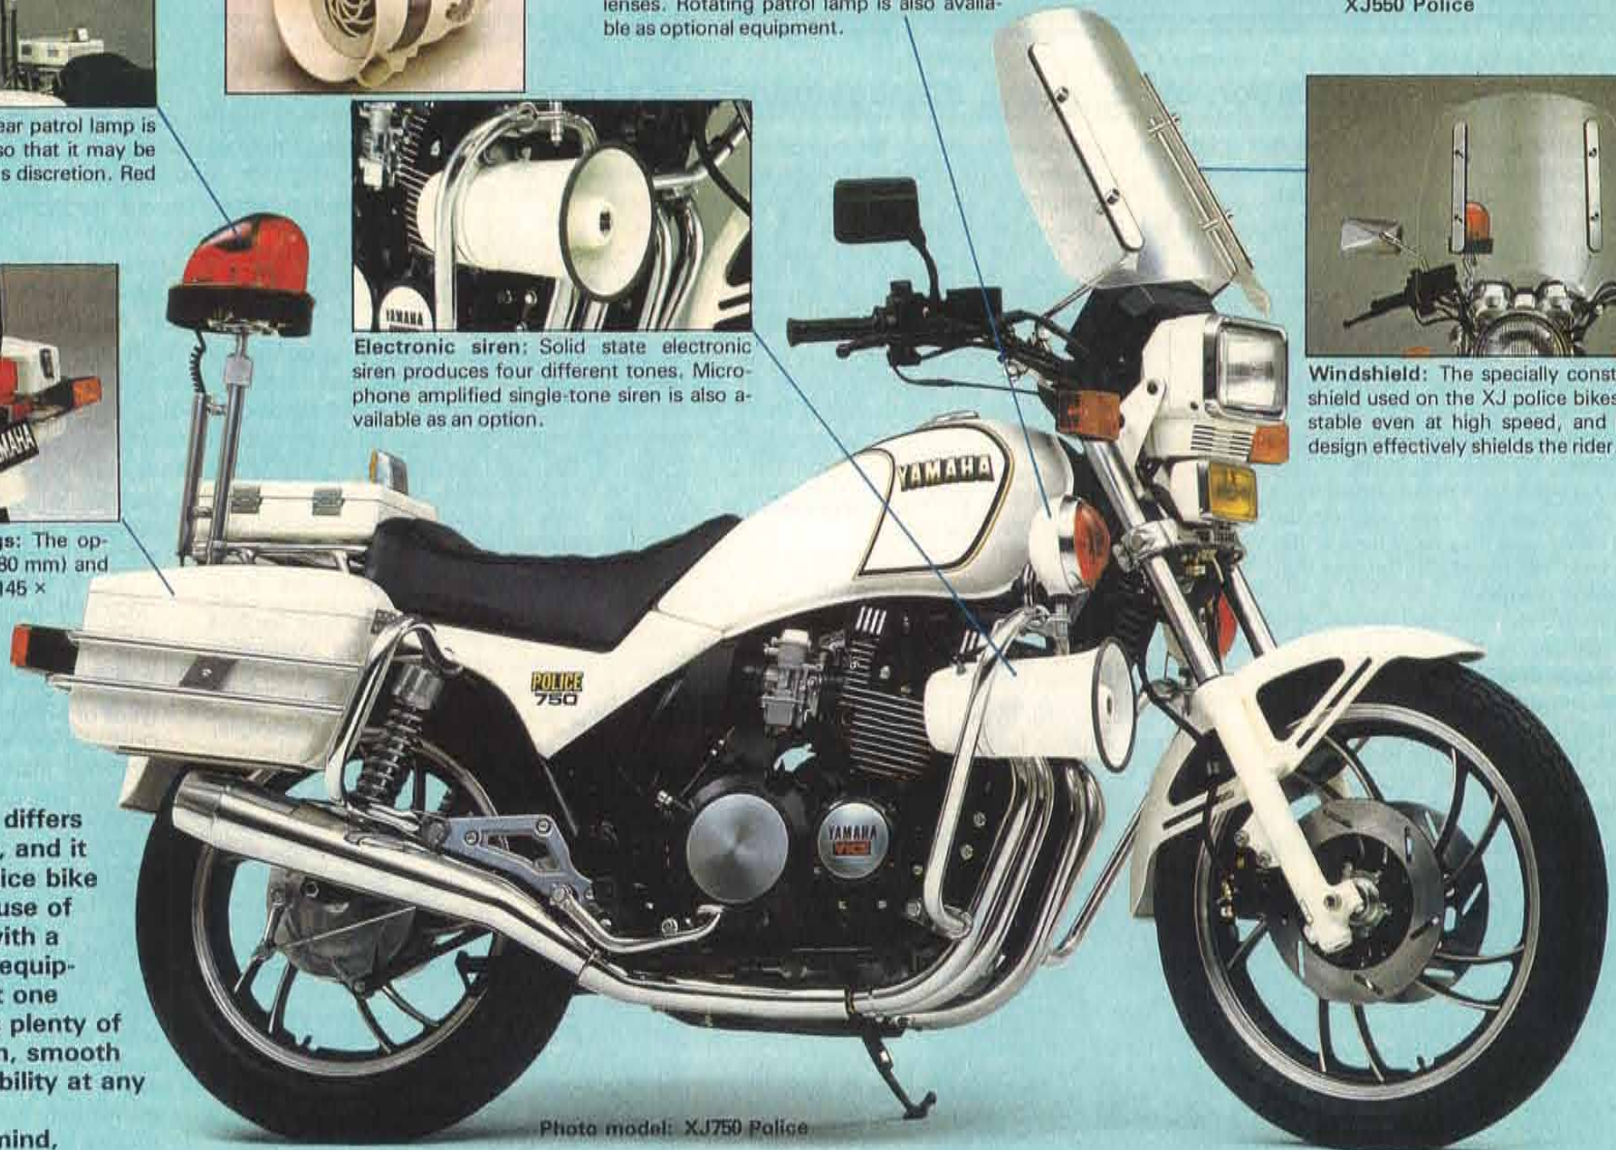 lenses. Rotating patrol lamp is also availa-
ble as optional equipment.
XJ550 Police
ear patrol lamp is
so that it may be
s discretion. Red
YAMAHA
Electronic siren: Solid state electronic
siren produces four different tones. Micro-
phone amplified single-tone siren is also a-
vailable as an option.
Windshield: The specially const
shield used on the XJ police bikes
stable even at high speed, and
design effectively shields the rider
MAHA
gs: The op-
80 mm) and
145 ×
YAMAHA
POLICE
750
YAMAHA
YICS
differs
, and it
ice bike
use of
with a
equip-
t one
plenty of
n, smooth
bility at any
mind,
Photo model: XJ750 Police